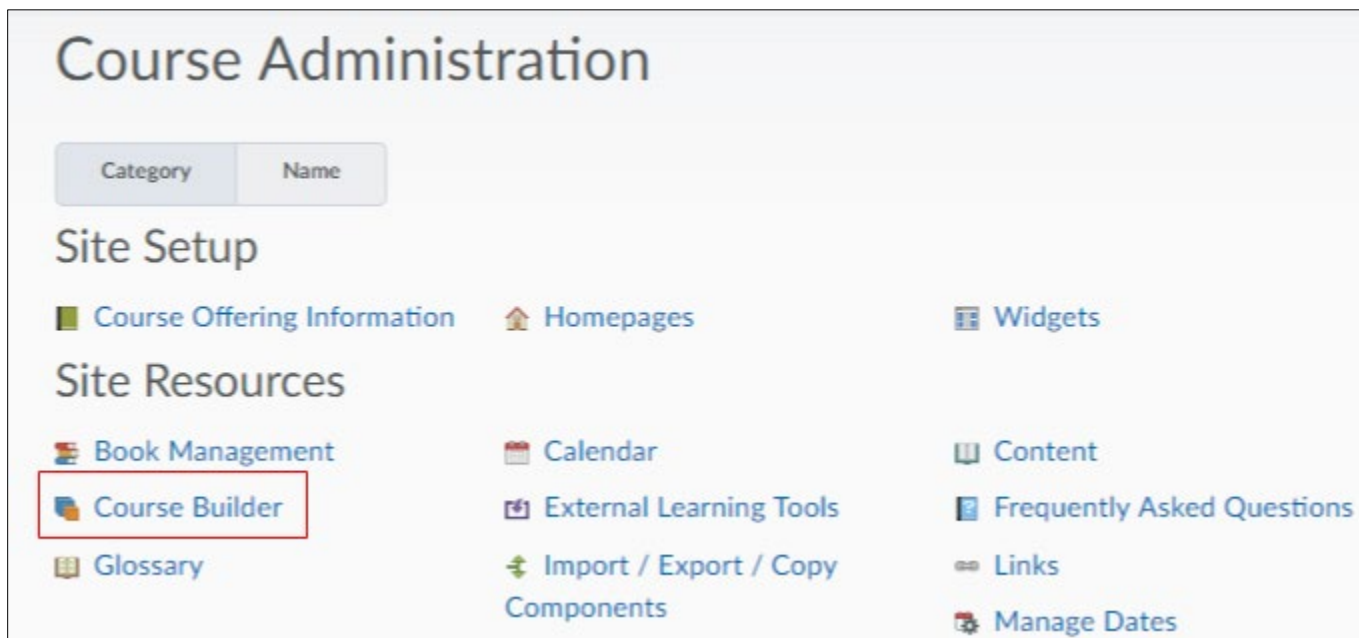 Course Administration
Category Name
Site Setup
Course Offering Information Homepages Widgets
Site Resources
Book Management Calendar Content
Course Builder External Learning Tools Frequently Asked Questions
Glossary Import / Export / Copy Links
Components Manage Dates